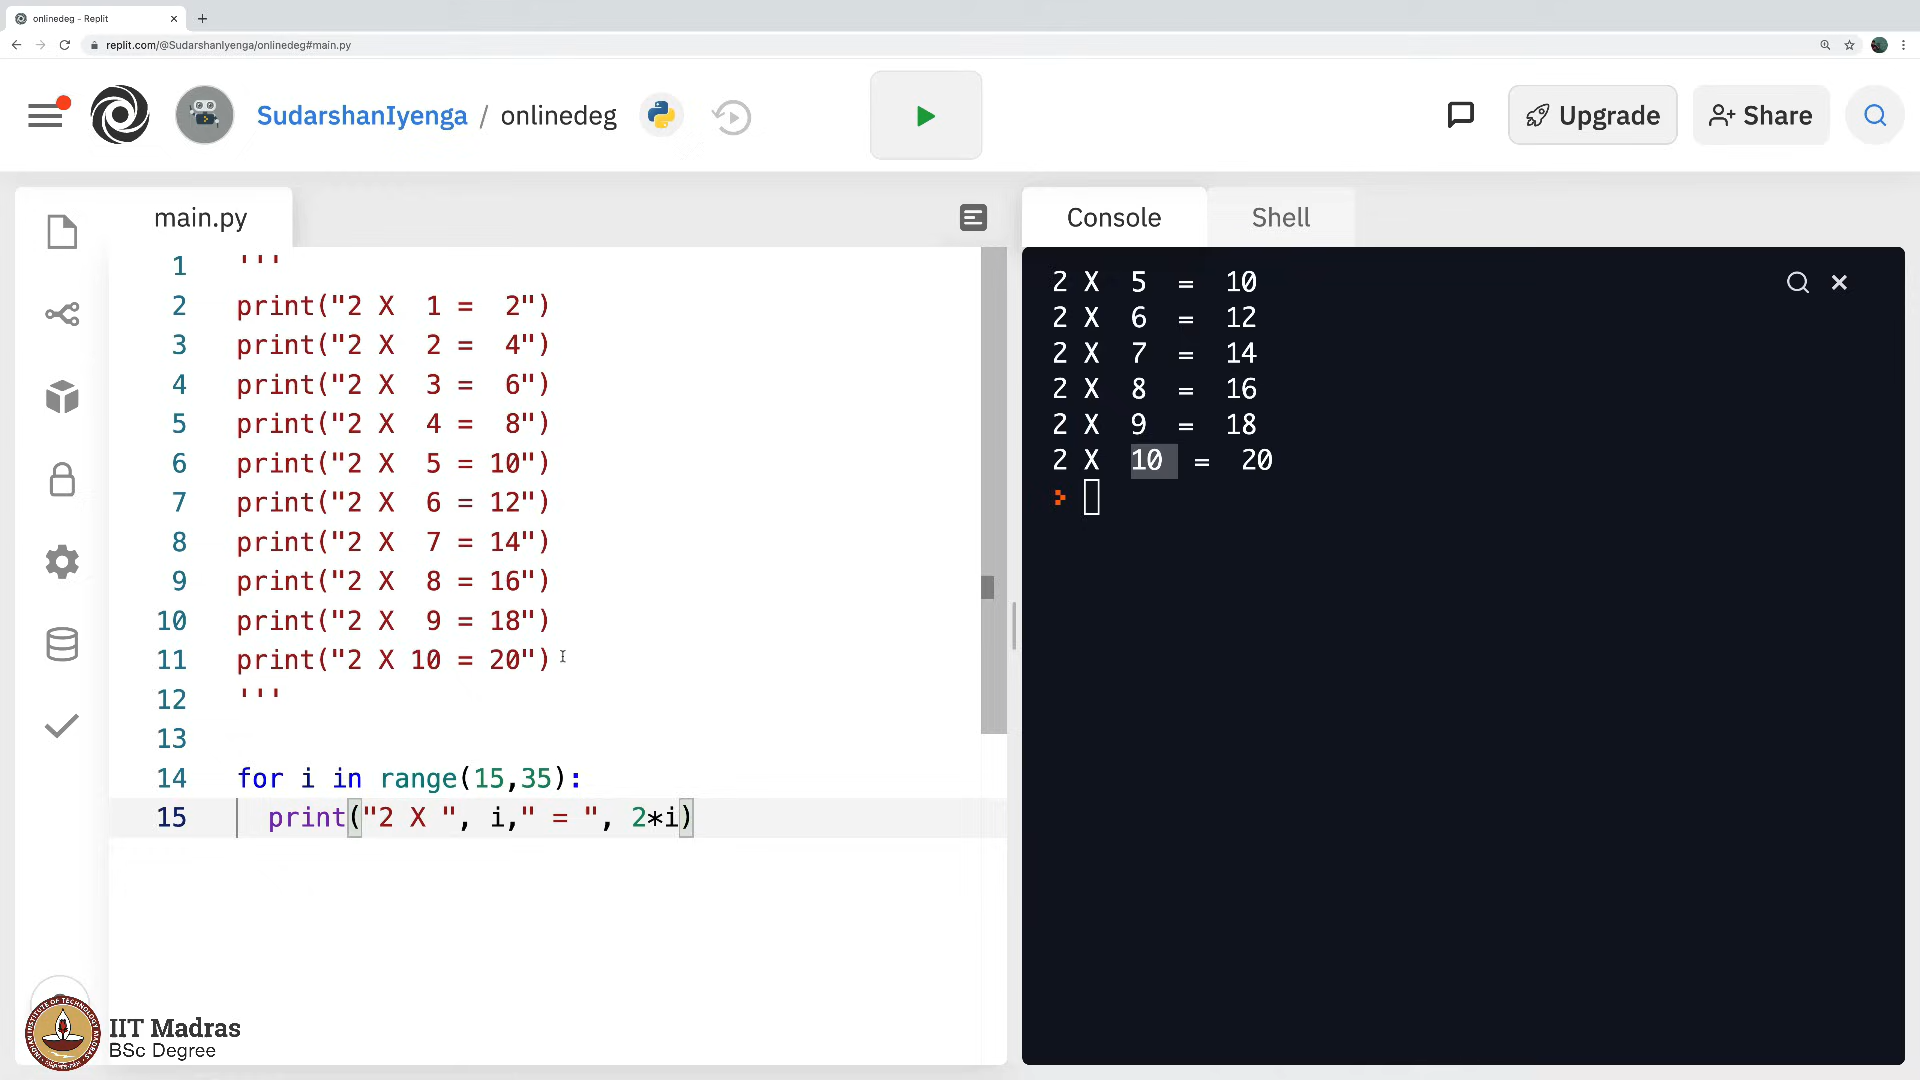 onlinedeg - Replit
replit.com/@SudarshanIyenga/onlinedeg#main.py
SudarshanIyenga / onlinedeg
Upgrade
Share
main.py
Console
Shell
1 '''
2 print("2 X  1 =  2")
3 print("2 X  2 =  4")
4 print("2 X  3 =  6")
5 print("2 X  4 =  8")
6 print("2 X  5 = 10")
7 print("2 X  6 = 12")
8 print("2 X  7 = 14")
9 print("2 X  8 = 16")
10 print("2 X  9 = 18")
11 print("2 X 10 = 20")
12 '''
13
14 for i in range(15,35):
15   print("2 X ", i," = ", 2*i)
2 X  5  =  10
2 X  6  =  12
2 X  7  =  14
2 X  8  =  16
2 X  9  =  18
2 X  10  =  20
IIT Madras
BSc Degree